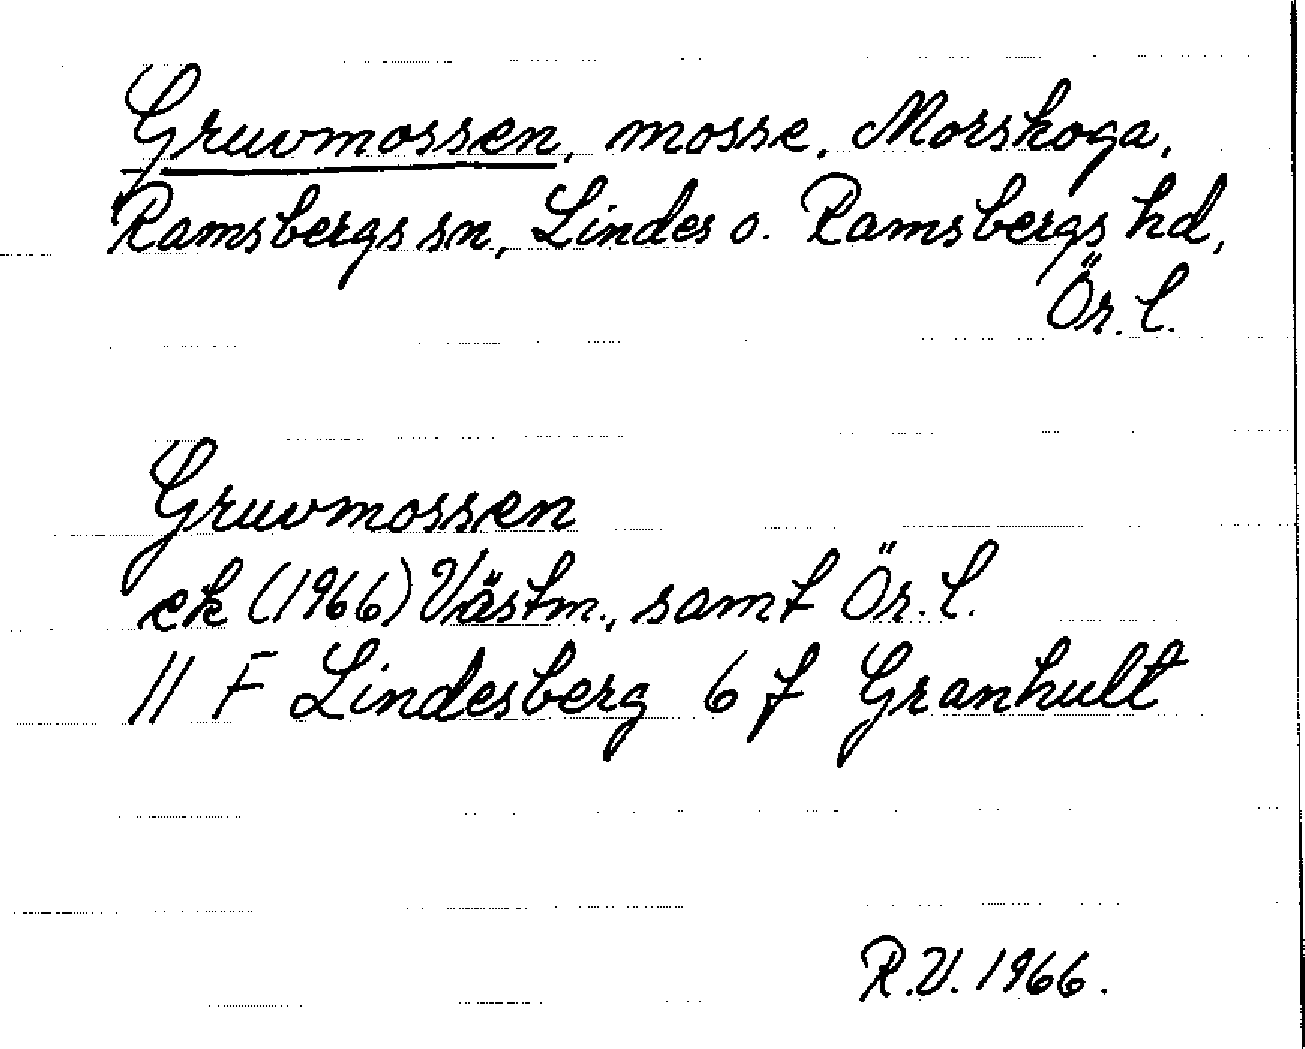 Gruvmossen, mosse, Morskoga,
Ramsbergs sn, Lindes o. Ramsbergs hd,
Ör. l.
Gruvmossen
ek (1966) Västm., samt Ör. l.
11 F Lindesberg 6 f Granhult
R.V. 1966.